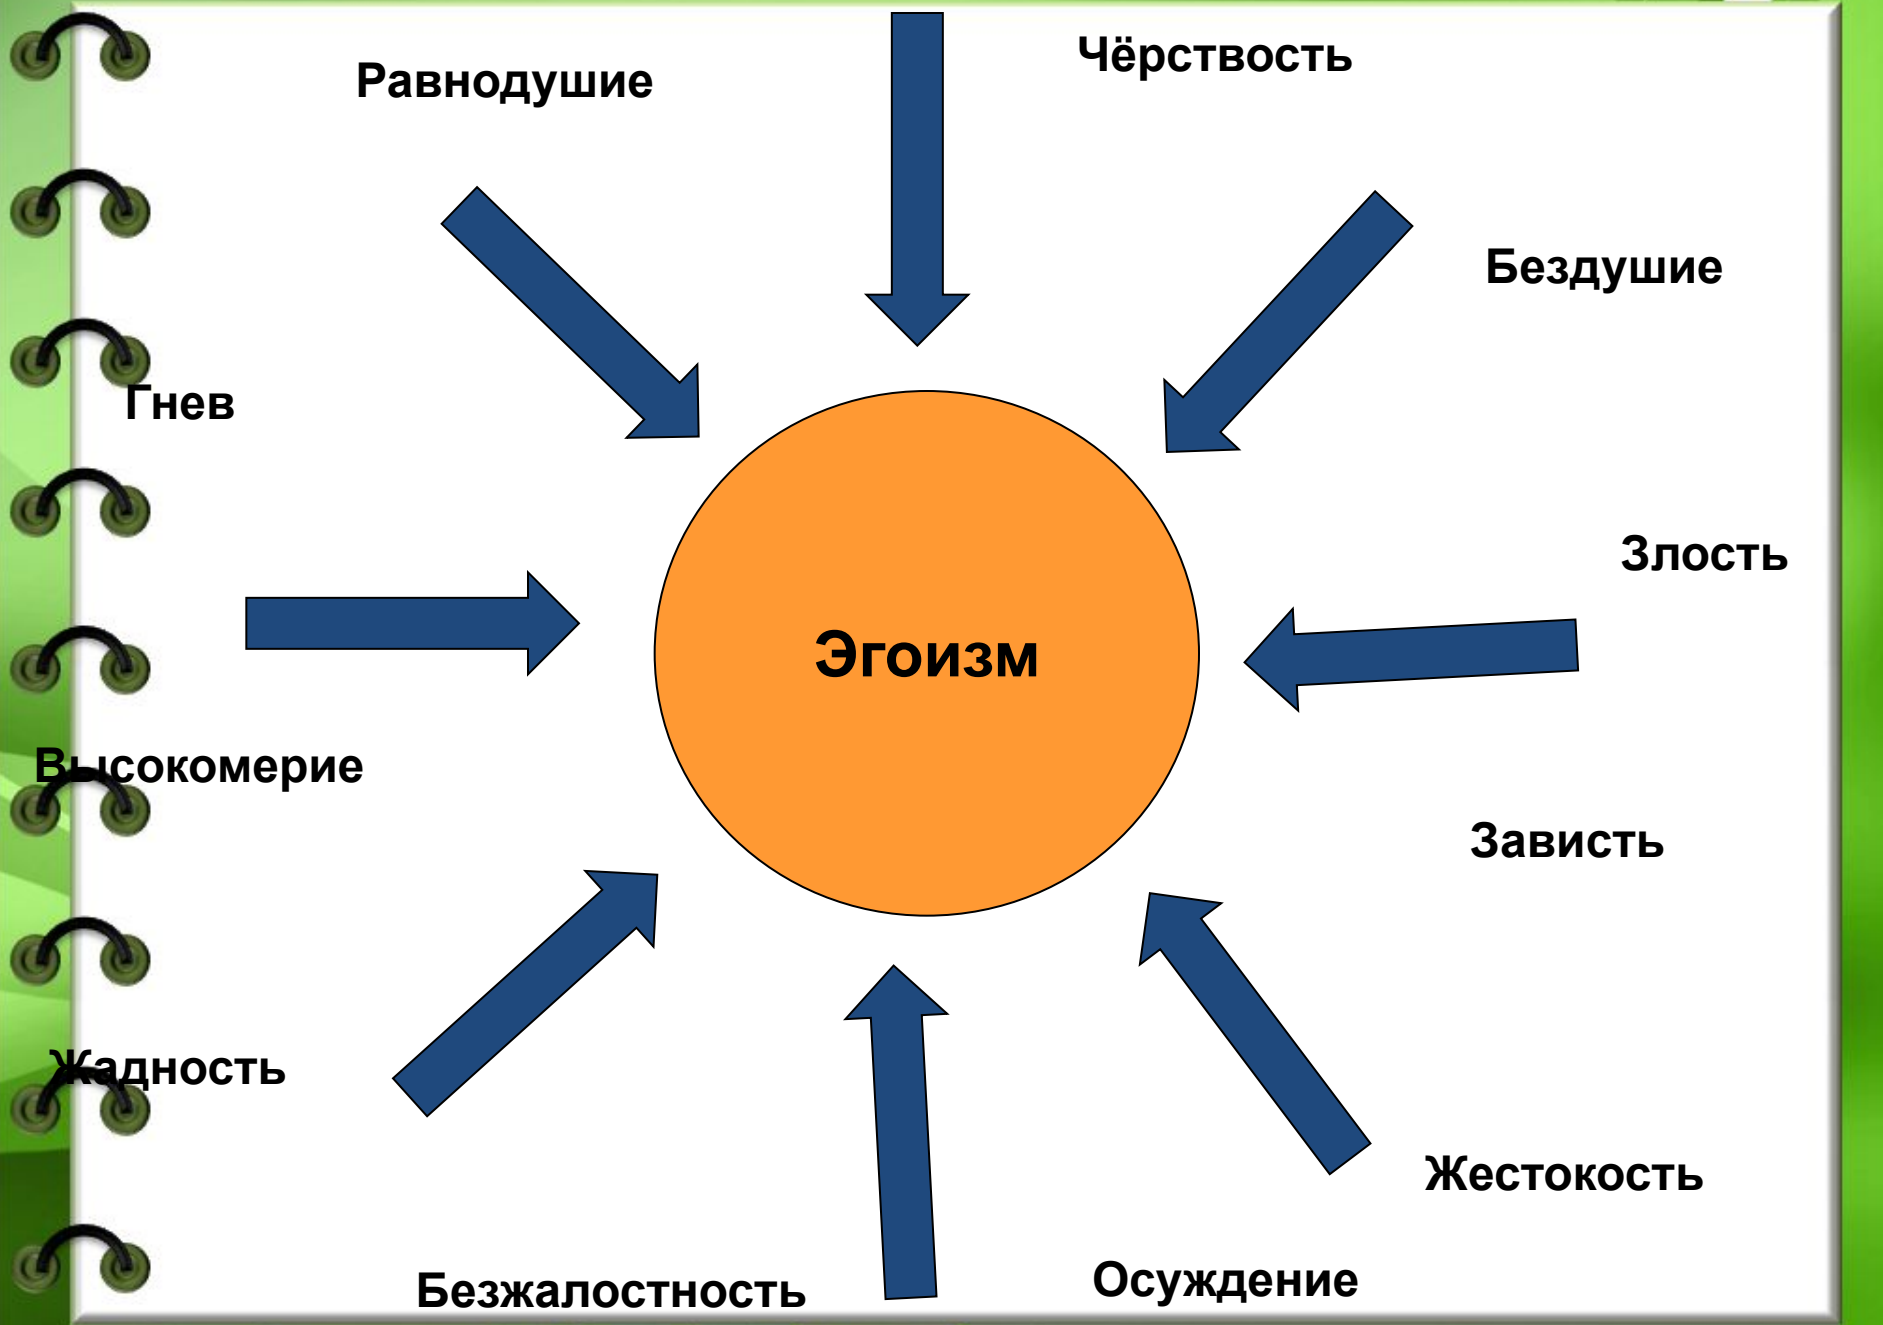 Чёрствость
Равнодушие
Бездушие
Гнев
Злость
Эгоизм
Высокомерие
Зависть
Жадность
Жестокость
Осуждение
Безжалостность